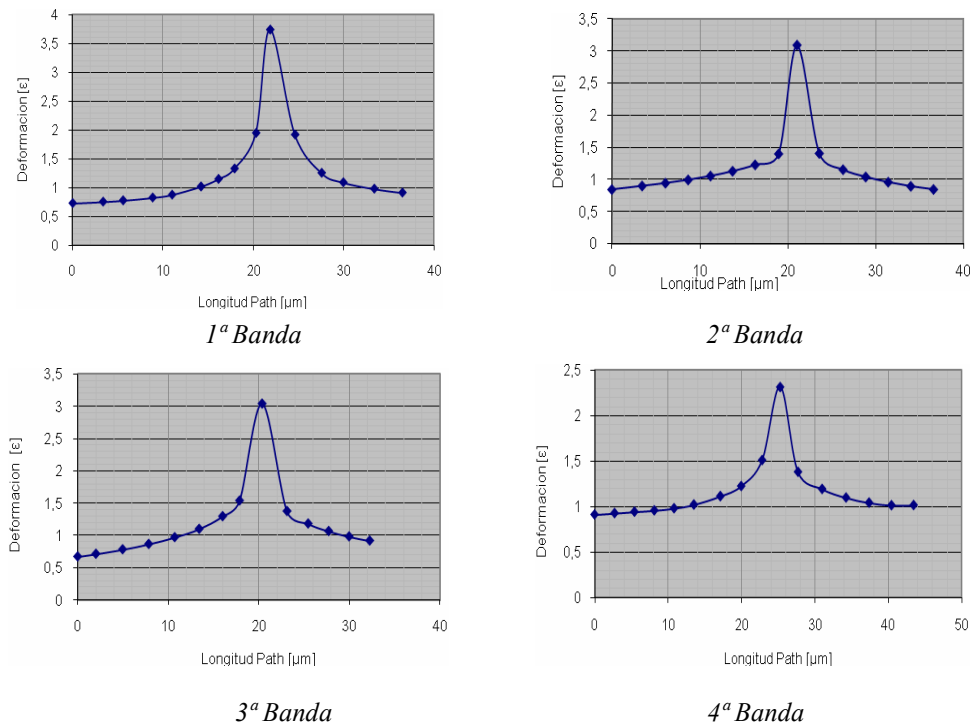 Deformacion [ε]
4
3,5
3
2,5
2
1,5
1
0,5
0
0 10 20 30 40
Longitud Path [µm]
1ª Banda
Deformacion [ε]
3,5
3
2,5
2
1,5
1
0,5
0
0 10 20 30 40
Longitud Path [µm]
2ª Banda
Deformacion [ε]
3,5
3
2,5
2
1,5
1
0,5
0
0 10 20 30 40
Longitud Path [µm]
3ª Banda
Deformacion [ε]
2,5
2
1,5
1
0,5
0
0 10 20 30 40 50
Longitud Path [µm]
4ª Banda